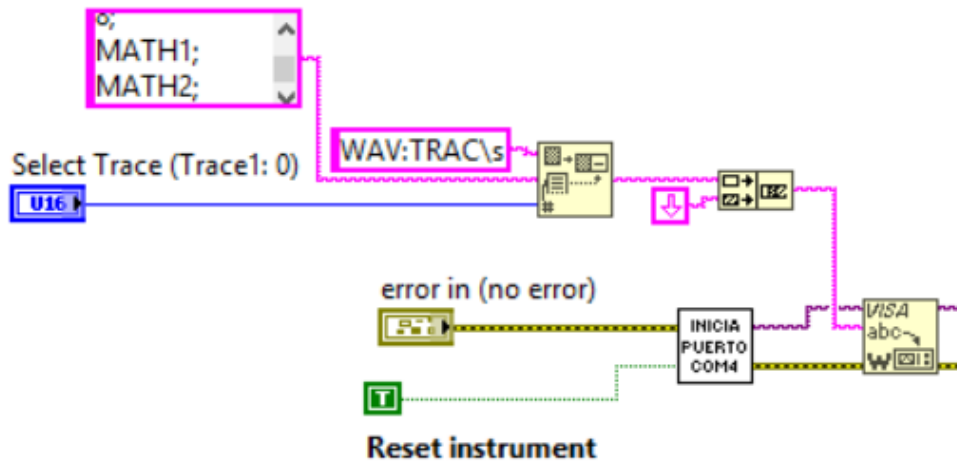 MATH1;
MATH2;
WAV:TRAC\s
Select Trace (Trace1: 0)
U16
#
error in (no error)
INICIA
PUERTO
COM4
VISA
abc
W
T
Reset instrument